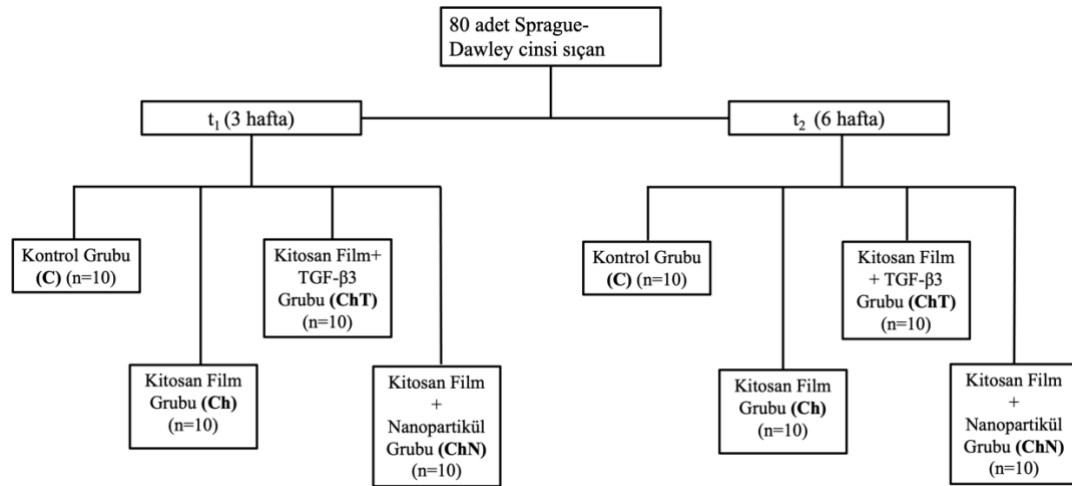 80 adet Sprague-
Dawley cinsi sıçan
t₁ (3 hafta)
t₂ (6 hafta)
Kontrol Grubu
(C) (n=10)
Kitosan Film+
TGF-β3
Grubu (ChT)
(n=10)
Kontrol Grubu
(C) (n=10)
Kitosan Film
+ TGF-β3
Grubu (ChT)
(n=10)
Kitosan Film
Grubu (Ch)
(n=10)
Kitosan Film
+
Nanopartikül
Grubu (ChN)
(n=10)
Kitosan Film
Grubu (Ch)
(n=10)
Kitosan Film
+
Nanopartikül
Grubu (ChN)
(n=10)